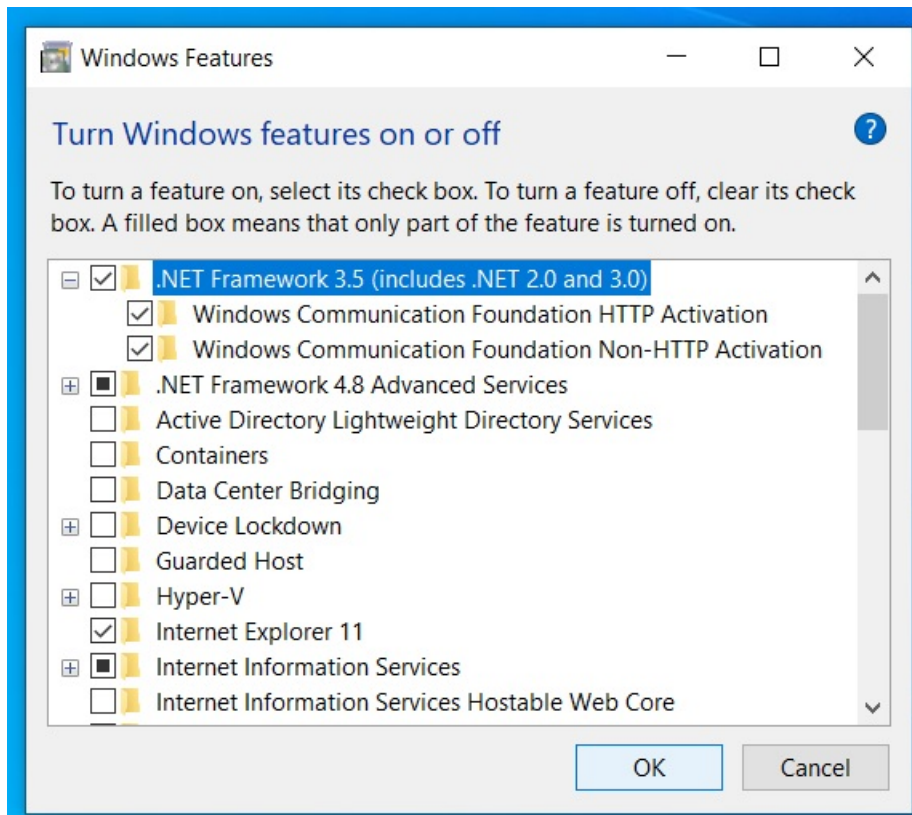 Windows Features
Turn Windows features on or off
To turn a feature on, select its check box. To turn a feature off, clear its check
box. A filled box means that only part of the feature is turned on.
.NET Framework 3.5 (includes .NET 2.0 and 3.0)
Windows Communication Foundation HTTP Activation
Windows Communication Foundation Non-HTTP Activation
.NET Framework 4.8 Advanced Services
Active Directory Lightweight Directory Services
Containers
Data Center Bridging
Device Lockdown
Guarded Host
Hyper-V
Internet Explorer 11
Internet Information Services
Internet Information Services Hostable Web Core
OK Cancel